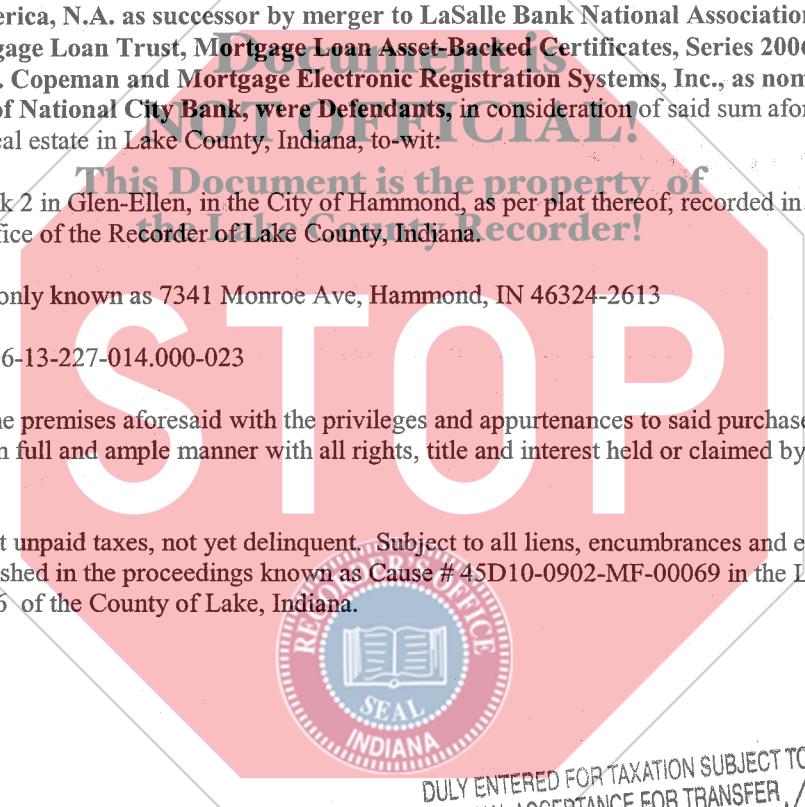 erica, N.A. as successor by merger to LaSalle Bank National Association
gage Loan Trust, Mortgage Loan Asset-Backed Certificates, Series 2006
Document is
. Copeman and Mortgage Electronic Registration Systems, Inc., as nom
of National City Bank, were Defendants, in consideration of said sum afor
NOT OFFICIAL!
eal estate in Lake County, Indiana, to-wit:
This Document is the property of
k 2 in Glen-Ellen, in the City of Hammond, as per plat thereof, recorded in
the Lake County Recorder!
fice of the Recorder of Lake County, Indiana.
only known as 7341 Monroe Ave, Hammond, IN 46324-2613
6-13-227-014.000-023
STOP
e premises aforesaid with the privileges and appurtenances to said purchase
n full and ample manner with all rights, title and interest held or claimed by
t unpaid taxes, not yet delinquent. Subject to all liens, encumbrances and e
shed in the proceedings known as Cause # 45D10-0902-MF-00069 in the L
6 of the County of Lake, Indiana.
RECORDER'S OFFICE
SEAL
INDIANA
DULY ENTERED FOR TAXATION SUBJECT TO
ACCEPTANCE FOR TRANSFER